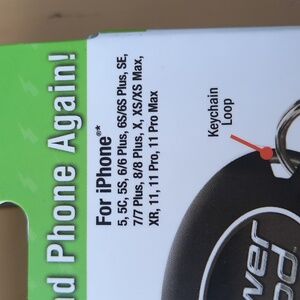 Phone Again!
For iPhone®*
5, 5C, 5S, 6/6 Plus, 6S/6S Plus, SE,
7/7 Plus, 8/8 Plus, X, XS/XS Max,
XR, 11, 11 Pro, 11 Pro Max
Keychain
Loop